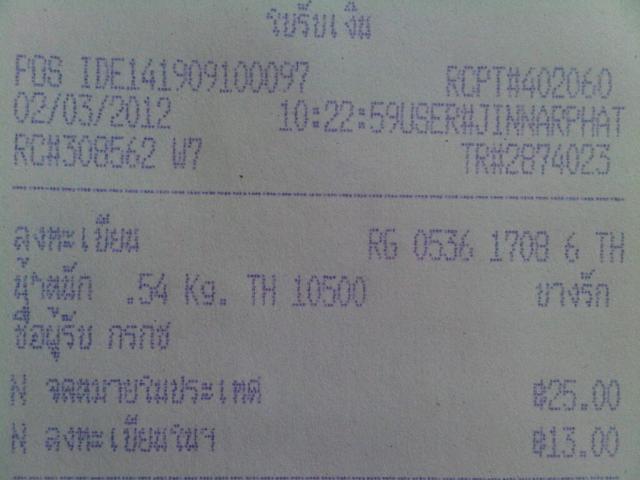 ใบรับเงิน
POS IDE141909100097 RCPT#402060
02/03/2012 10:22:59USER#JINNARPHAT
RC#308562 W7 TR#2874023
ลงทะเบียน RG 0536 1708 6 TH
น้ำหนัก .54 Kg. TH 10500 บางรัก
ชื่อผู้รับ กรกช
N จดหมายในประเทศ ฿25.00
N ลงทะเบียนในฯ ฿13.00